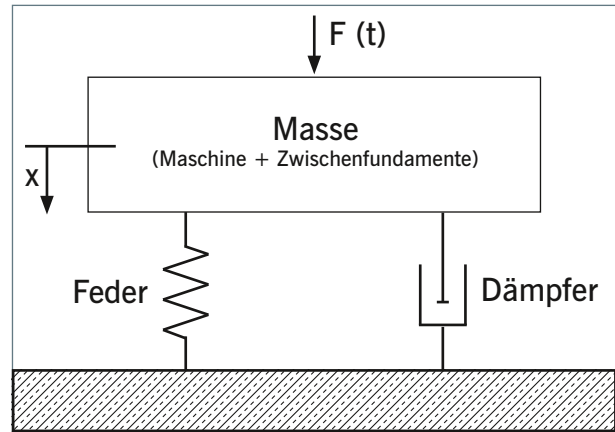 F (t)
Masse
(Maschine + Zwischenfundamente)
x
Feder
Dämpfer